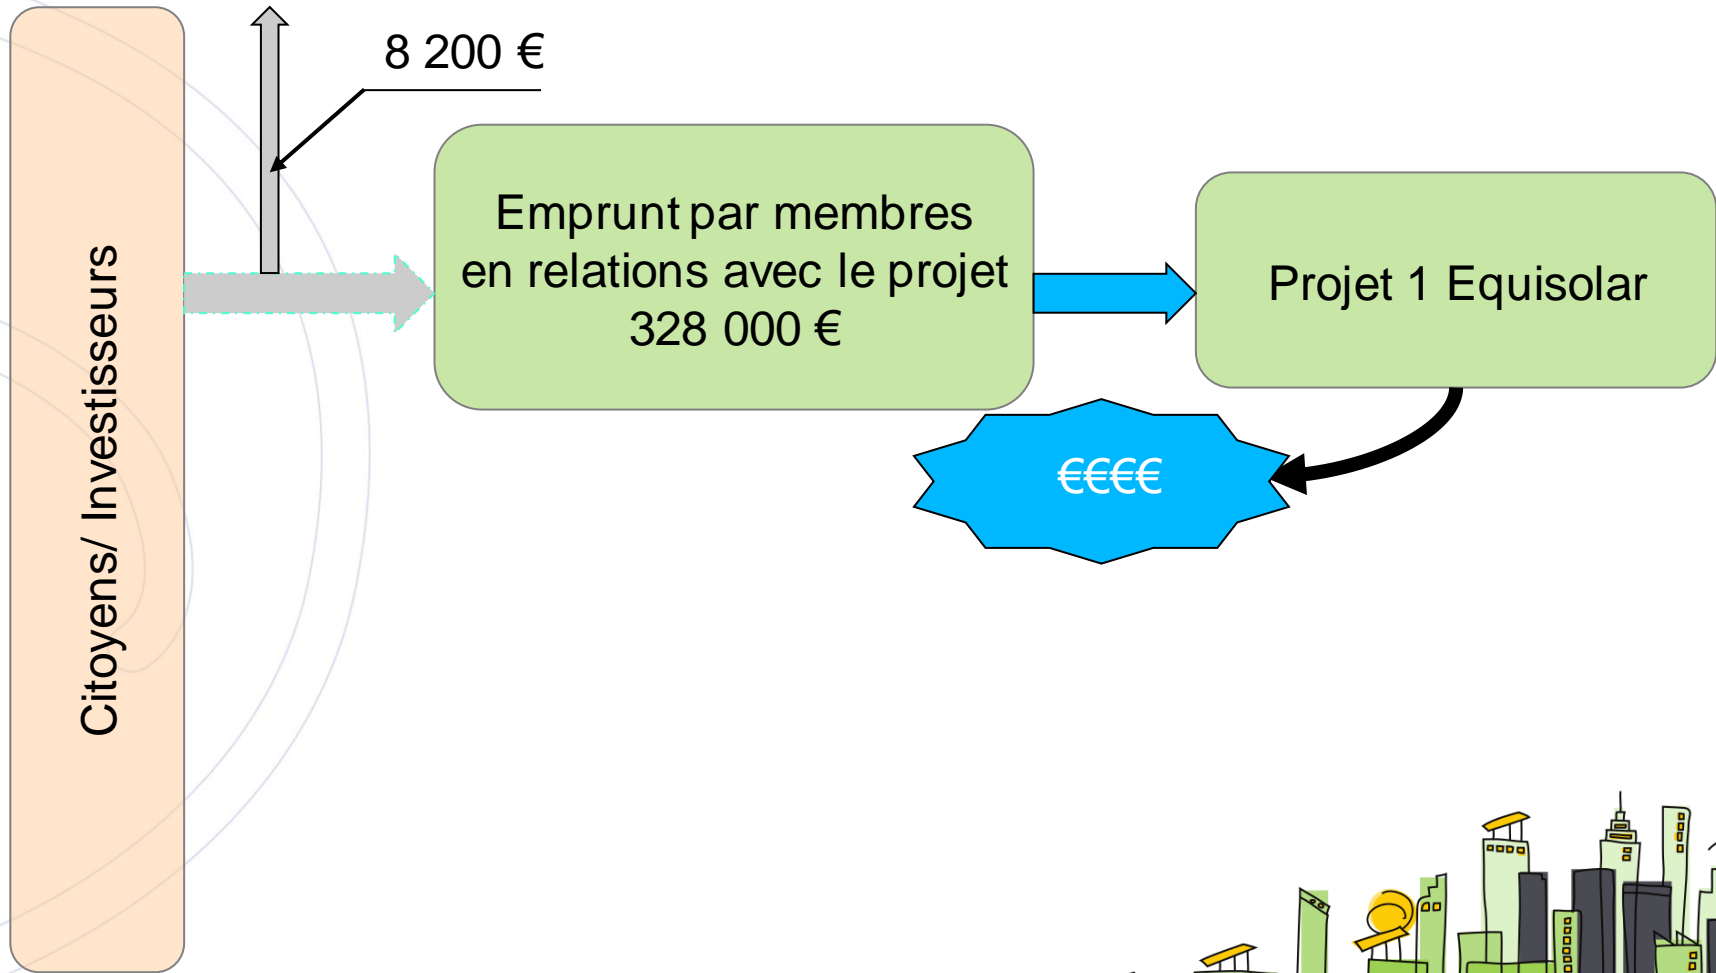 8 200 €
Citoyens/ Investisseurs
Emprunt par membres
en relations avec le projet
328 000 €
Projet 1 Equisolar
€€€€